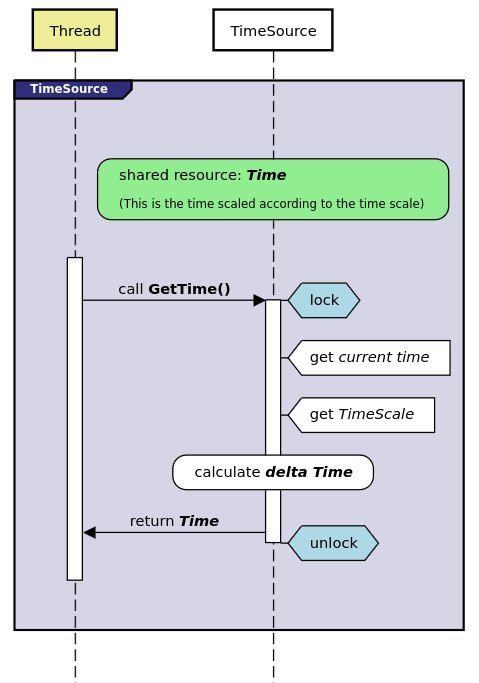 Thread
TimeSource
TimeSource
shared resource: Time
(This is the time scaled according to the time scale)
call GetTime()
lock
get current time
get TimeScale
calculate delta Time
return Time
unlock